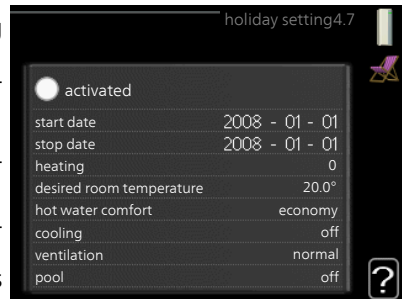 holiday setting4.7
activated
start date 2008 - 01 - 01
stop date 2008 - 01 - 01
heating 0
desired room temperature 20.0°
hot water comfort economy
cooling off
ventilation normal
pool off
?